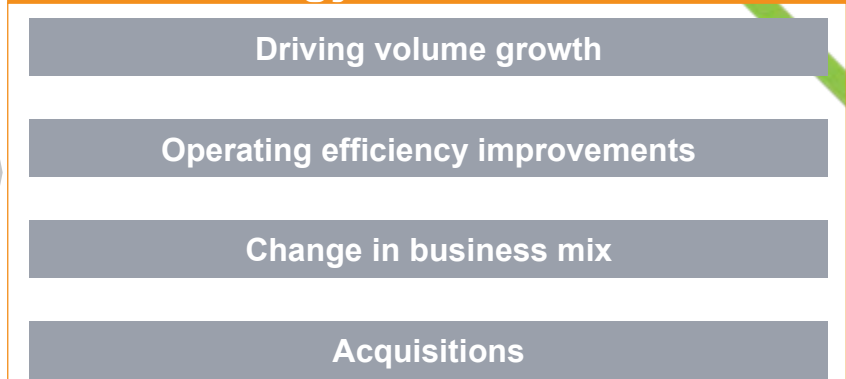 Driving volume growth
Operating efficiency improvements
Change in business mix
Acquisitions